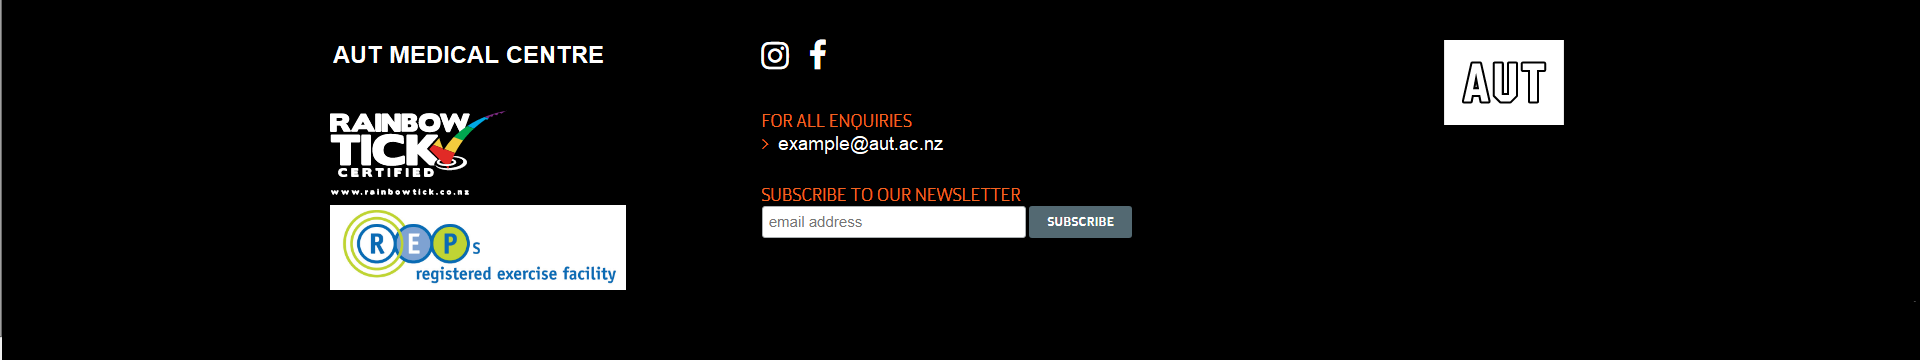 AUT MEDICAL CENTRE
RAINBOW
TICK
CERTIFIED
www.rainbowtick.co.nz
R E P s
registered exercise facility
FOR ALL ENQUIRIES
> example@aut.ac.nz
SUBSCRIBE TO OUR NEWSLETTER
email address
SUBSCRIBE
AUT